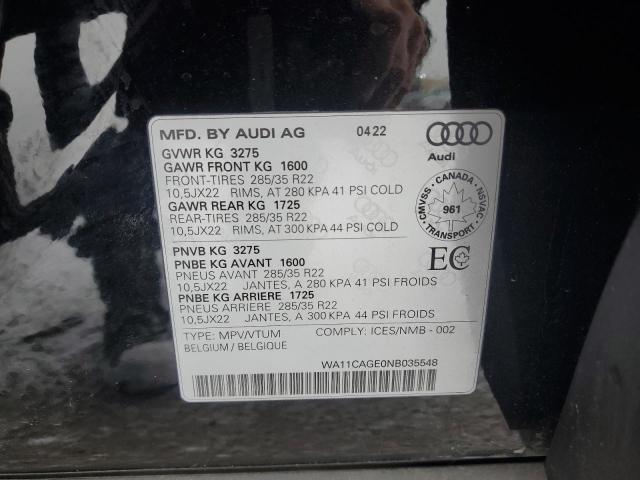 MFD. BY AUDI AG 0422
Audi
GVWR KG 3275
GAWR FRONT KG 1600
FRONT-TIRES 285/35 R22
10,5JX22 RIMS, AT 280 KPA 41 PSI COLD
GAWR REAR KG 1725
REAR-TIRES 285/35 R22
10,5JX22 RIMS, AT 300 KPA 44 PSI COLD
CMVSS - CANADA - NSVAC
961
TRANSPORT
PNVB KG 3275
PNBE KG AVANT 1600
PNEUS AVANT 285/35 R22
10,5JX22 JANTES, A 280 KPA 41 PSI FROIDS
PNBE KG ARRIERE 1725
PNEUS ARRIERE 285/35 R22
10,5JX22 JANTES, A 300 KPA 44 PSI FROIDS
EC
TYPE: MPV/VTUM COMPLY: ICES/NMB - 002
BELGIUM / BELGIQUE
WA11CAGE0NB035548